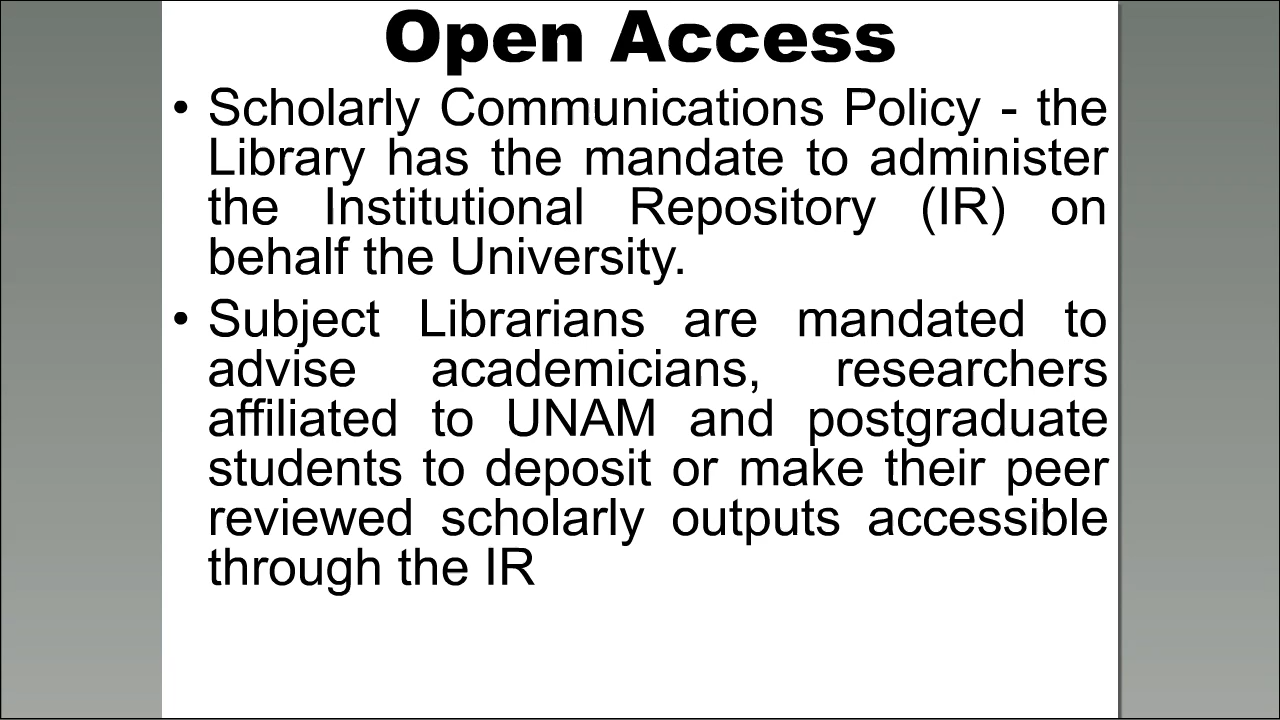 Open Access
• Scholarly Communications Policy - the
Library has the mandate to administer
the Institutional Repository (IR) on
behalf the University.
• Subject Librarians are mandated to
advise academicians, researchers
affiliated to UNAM and postgraduate
students to deposit or make their peer
reviewed scholarly outputs accessible
through the IR